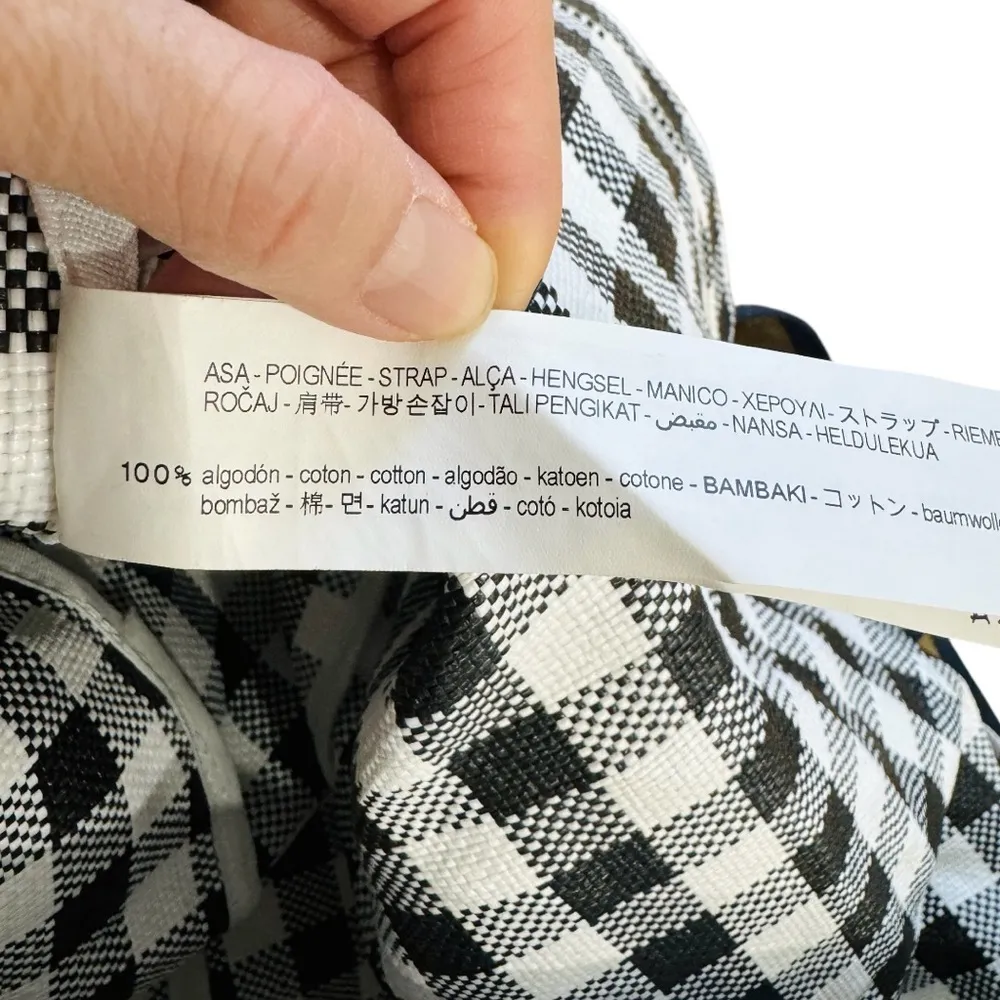 ASA - POIGNÉE - STRAP - ALÇA - HENGSEL - MANICO - ΧΕΡΟΥΛΙ - ストラップ - RIEME
ROČAJ - 肩带 - 가방손잡이 - TALI PENGIKAT - مقبض - NANSA - HELDULEKUA
100% algodón - coton - cotton - algodão - katoen - cotone - BAMBAKI - コットン - baumwoll
bombaž - 棉 - 면 - katun - قطن - cotó - kotoia